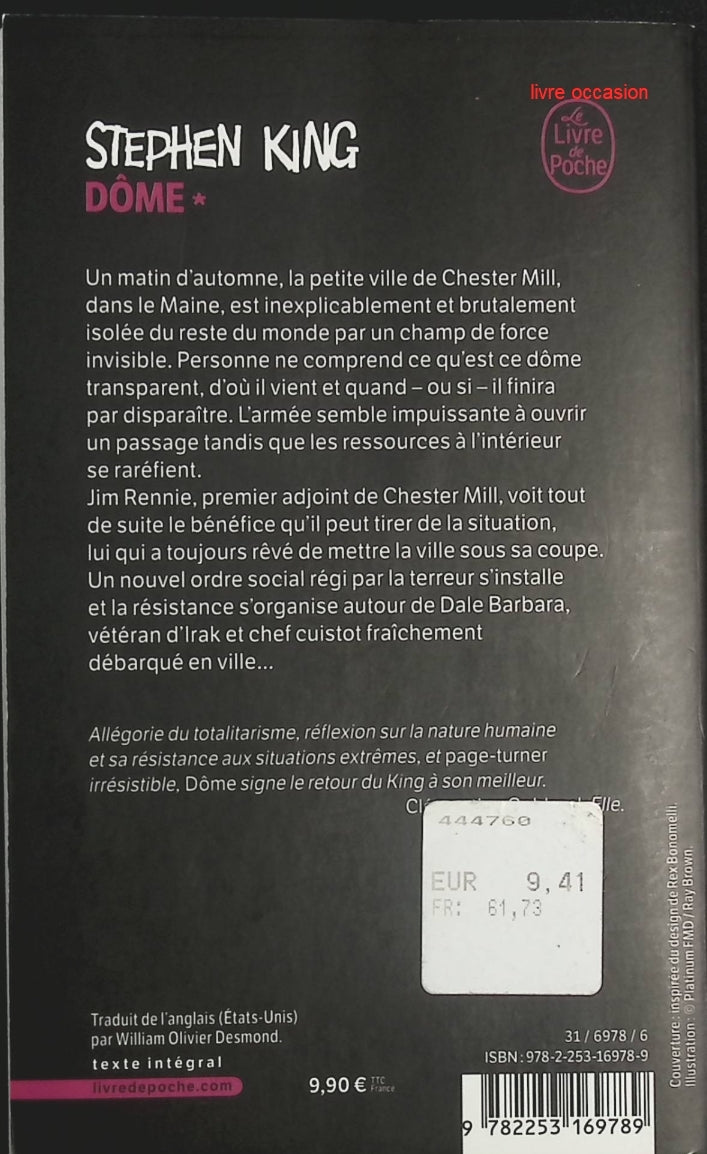 livre occasion
Le
Livre
de
Poche
STEPHEN KING
DÔME *
Un matin d'automne, la petite ville de Chester Mill,
dans le Maine, est inexplicablement et brutalement
isolée du reste du monde par un champ de force
invisible. Personne ne comprend ce qu'est ce dôme
transparent, d'où il vient et quand – ou si – il finira
par disparaître. L'armée semble impuissante à ouvrir
un passage tandis que les ressources à l'intérieur
se raréfient.
Jim Rennie, premier adjoint de Chester Mill, voit tout
de suite le bénéfice qu'il peut tirer de la situation,
lui qui a toujours rêvé de mettre la ville sous sa coupe.
Un nouvel ordre social régi par la terreur s'installe
et la résistance s'organise autour de Dale Barbara,
vétéran d'Irak et chef cuistot fraîchement
débarqué en ville...
Allégorie du totalitarisme, réflexion sur la nature humaine
et sa résistance aux situations extrêmes, et page-turner
irrésistible, Dôme signe le retour du King à son meilleur.
Elle.
444760
EUR 9,41
FR: 61,73
Traduit de l'anglais (États-Unis)
par William Olivier Desmond.
texte intégral
livredepoche.com
9,90 € TTC
France
31 / 6978 / 6
ISBN : 978-2-253-16978-9
9 782253 169789
Couverture : inspirée du design de Rex Bonomelli.
Illustration : © Platinum FMD / Ray Brown.